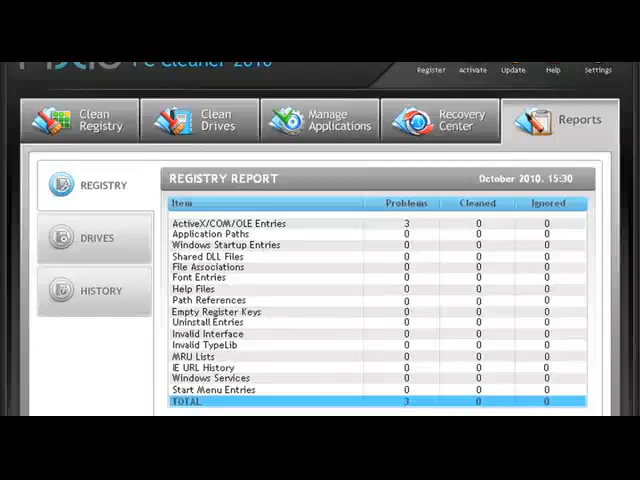 PC Cleaner 2010
Register Activate Update Help Settings
Clean Registry
Clean Drives
Manage Applications
Recovery Center
Reports
REGISTRY
DRIVES
HISTORY
REGISTRY REPORT October 2010. 15:30
Item Problems Cleaned Ignored
ActiveX/COM/OLE Entries 3 0 0
Application Paths 0 0 0
Windows Startup Entries 0 0 0
Shared DLL Files 0 0 0
File Associations 0 0 0
Font Entries 0 0 0
Help Files 0 0 0
Path References 0 0 0
Empty Register Keys 0 0 0
Uninstall Entries 0 0 0
Invalid Interface 0 0 0
Invalid TypeLib 0 0 0
MRU Lists 0 0 0
IE URL History 0 0 0
Windows Services 0 0 0
Start Menu Entries 0 0 0
TOTAL 3 0 0